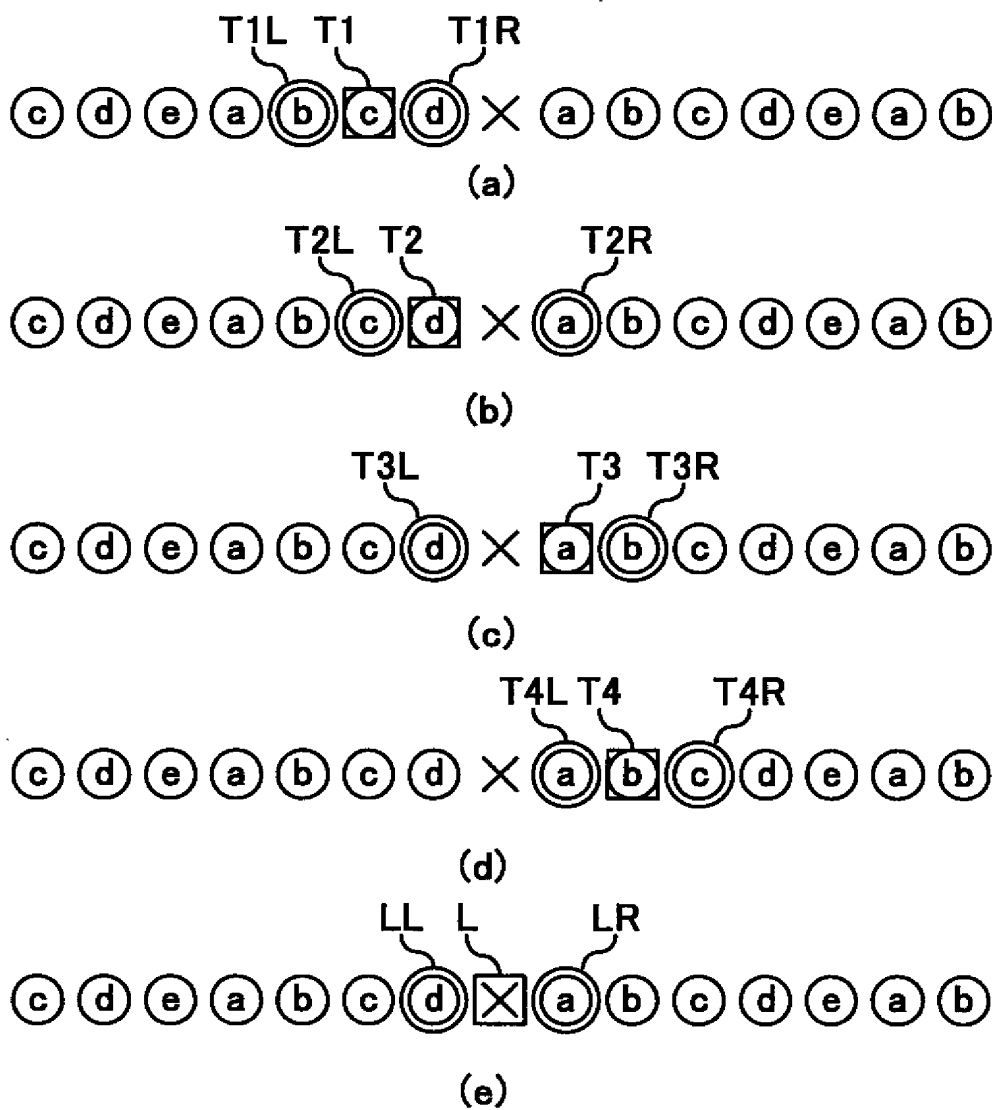 T1L T1 T1R
c d e a b c d × a b c d e a b
(a)
T2L T2 T2R
c d e a b c d × a b c d e a b
(b)
T3L T3 T3R
c d e a b c d × a b c d e a b
(c)
T4L T4 T4R
c d e a b c d × a b c d e a b
(d)
LL L LR
c d e a b c d × a b c d e a b
(e)